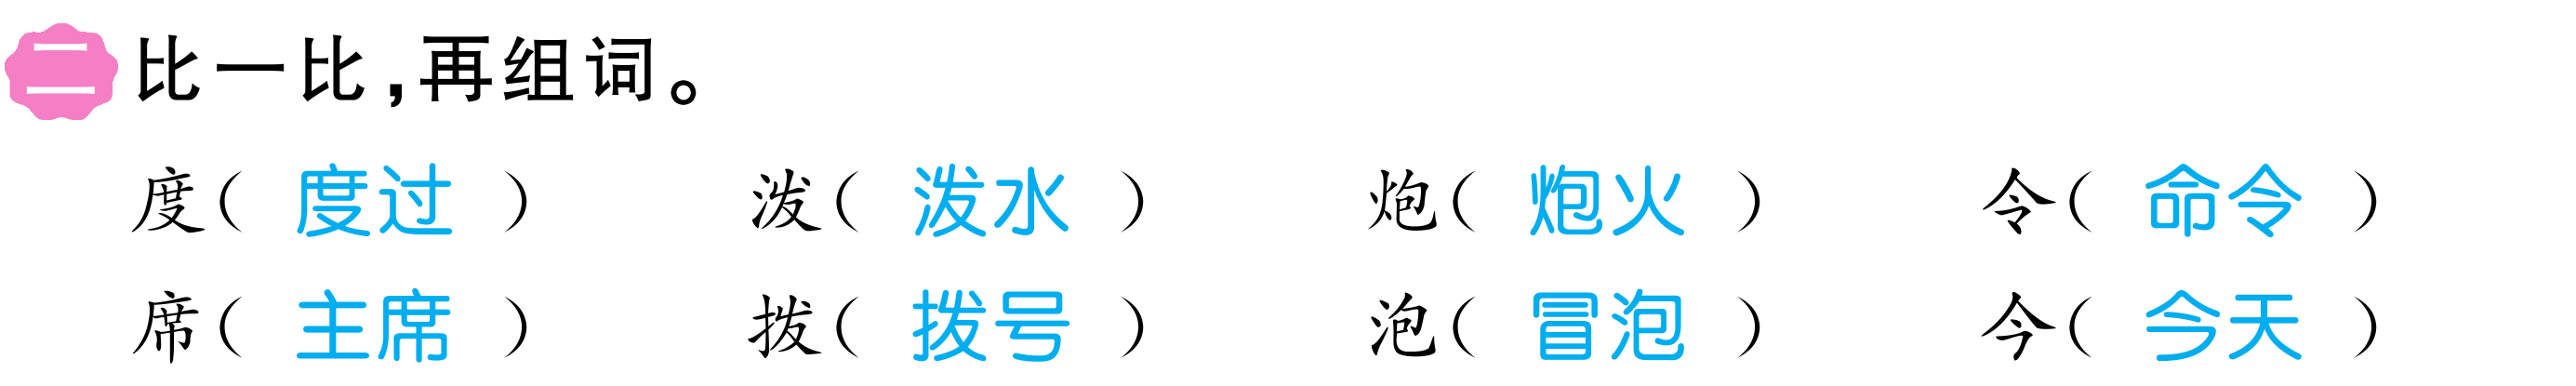 二 比一比,再组词。
度( 度过 ) 泼( 泼水 ) 炮( 炮火 ) 令( 命令 )
席( 主席 ) 拨( 拨号 ) 泡( 冒泡 ) 今( 今天 )